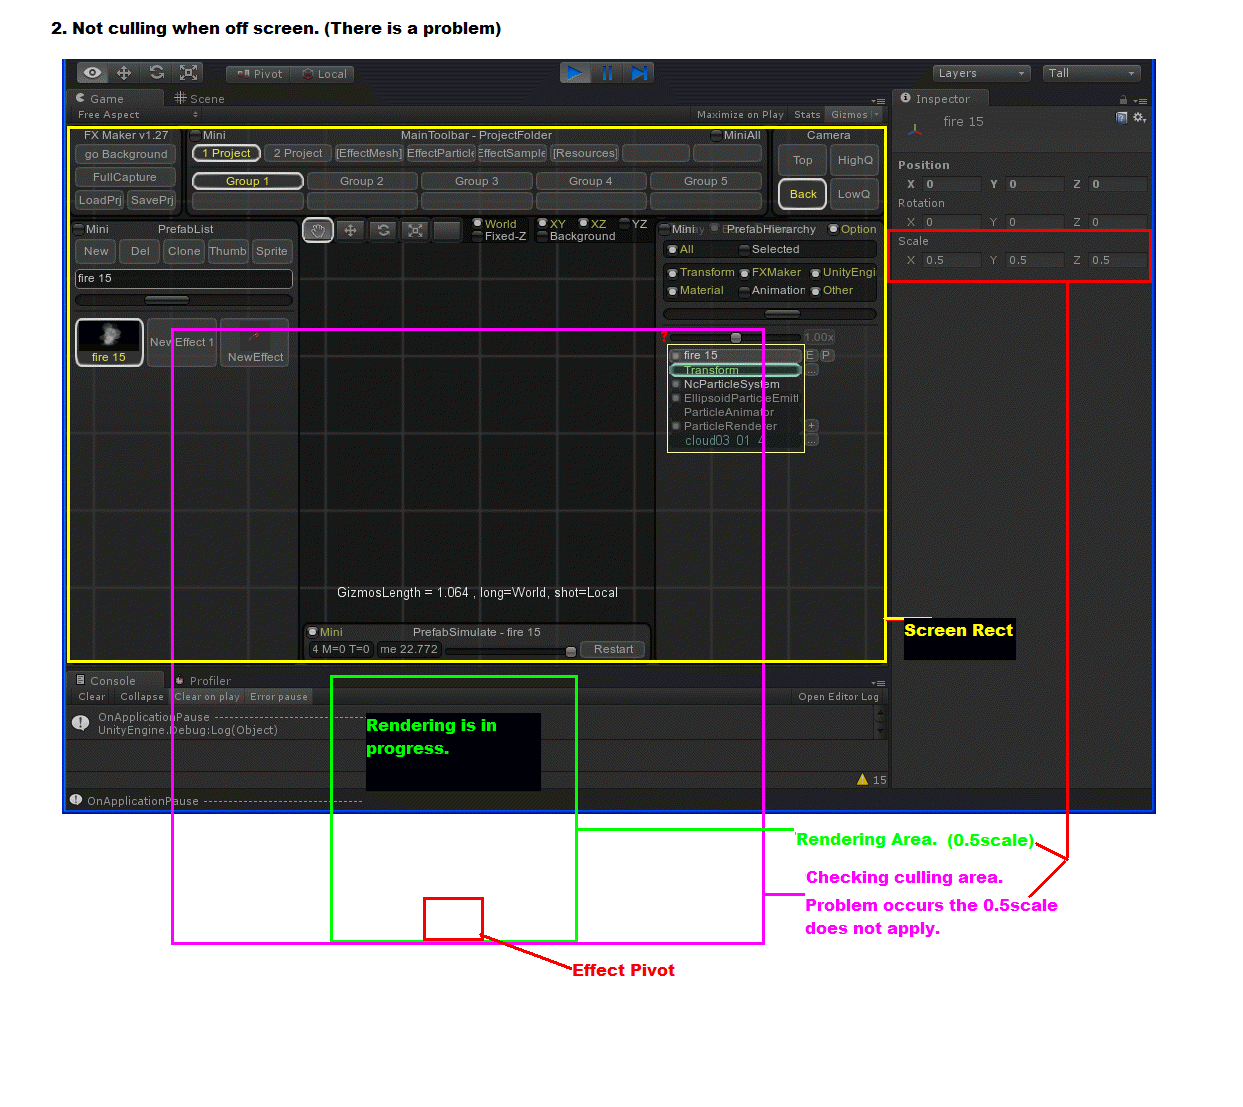 2. Not culling when off screen. (There is a problem)
Pivot Local Layers Tall
Game Scene Inspector
Free Aspect Maximize on Play Stats Gizmos
fire 15
FX Maker v1.27 Mini MainToolbar - ProjectFolder MiniAll Camera
go Background 1 Project 2 Project [EffectMesh] EffectParticle EffectSample [Resources] Top HighQ
FullCapture Group 1 Group 2 Group 3 Group 4 Group 5
LoadPrj SavePrj Back LowQ
Position
X 0 Y 0 Z 0
Rotation
X 0 Y 0 Z 0
Scale
X 0.5 Y 0.5 Z 0.5
Mini PrefabList
New Del Clone Thumb Sprite
fire 15
fire 15 NewEffect 1 NewEffect
World XY XZ YZ
Fixed-Z Background
Mini PrefabHierarchy Option
All Selected
Transform FXMaker UnityEngi
Material Animation Other
? 1.00x
fire 15 E P
Transform ...
NcParticleSystem
EllipsoidParticleEmitt
ParticleAnimator
ParticleRenderer +
cloud03_01_4 ...
GizmosLength = 1.064 , long=World, shot=Local
Mini PrefabSimulate - fire 15
4 M=0 T=0 me 22.772 Restart
Screen Rect
Console Profiler
Clear Collapse Clear on play Error pause Open Editor Log
OnApplicationPause ----------------------------
UnityEngine.Debug:Log(Object)
Rendering is in
progress.
15
OnApplicationPause ----------------------------
Rendering Area. (0.5scale)
Checking culling area.
Problem occurs the 0.5scale
does not apply.
Effect Pivot